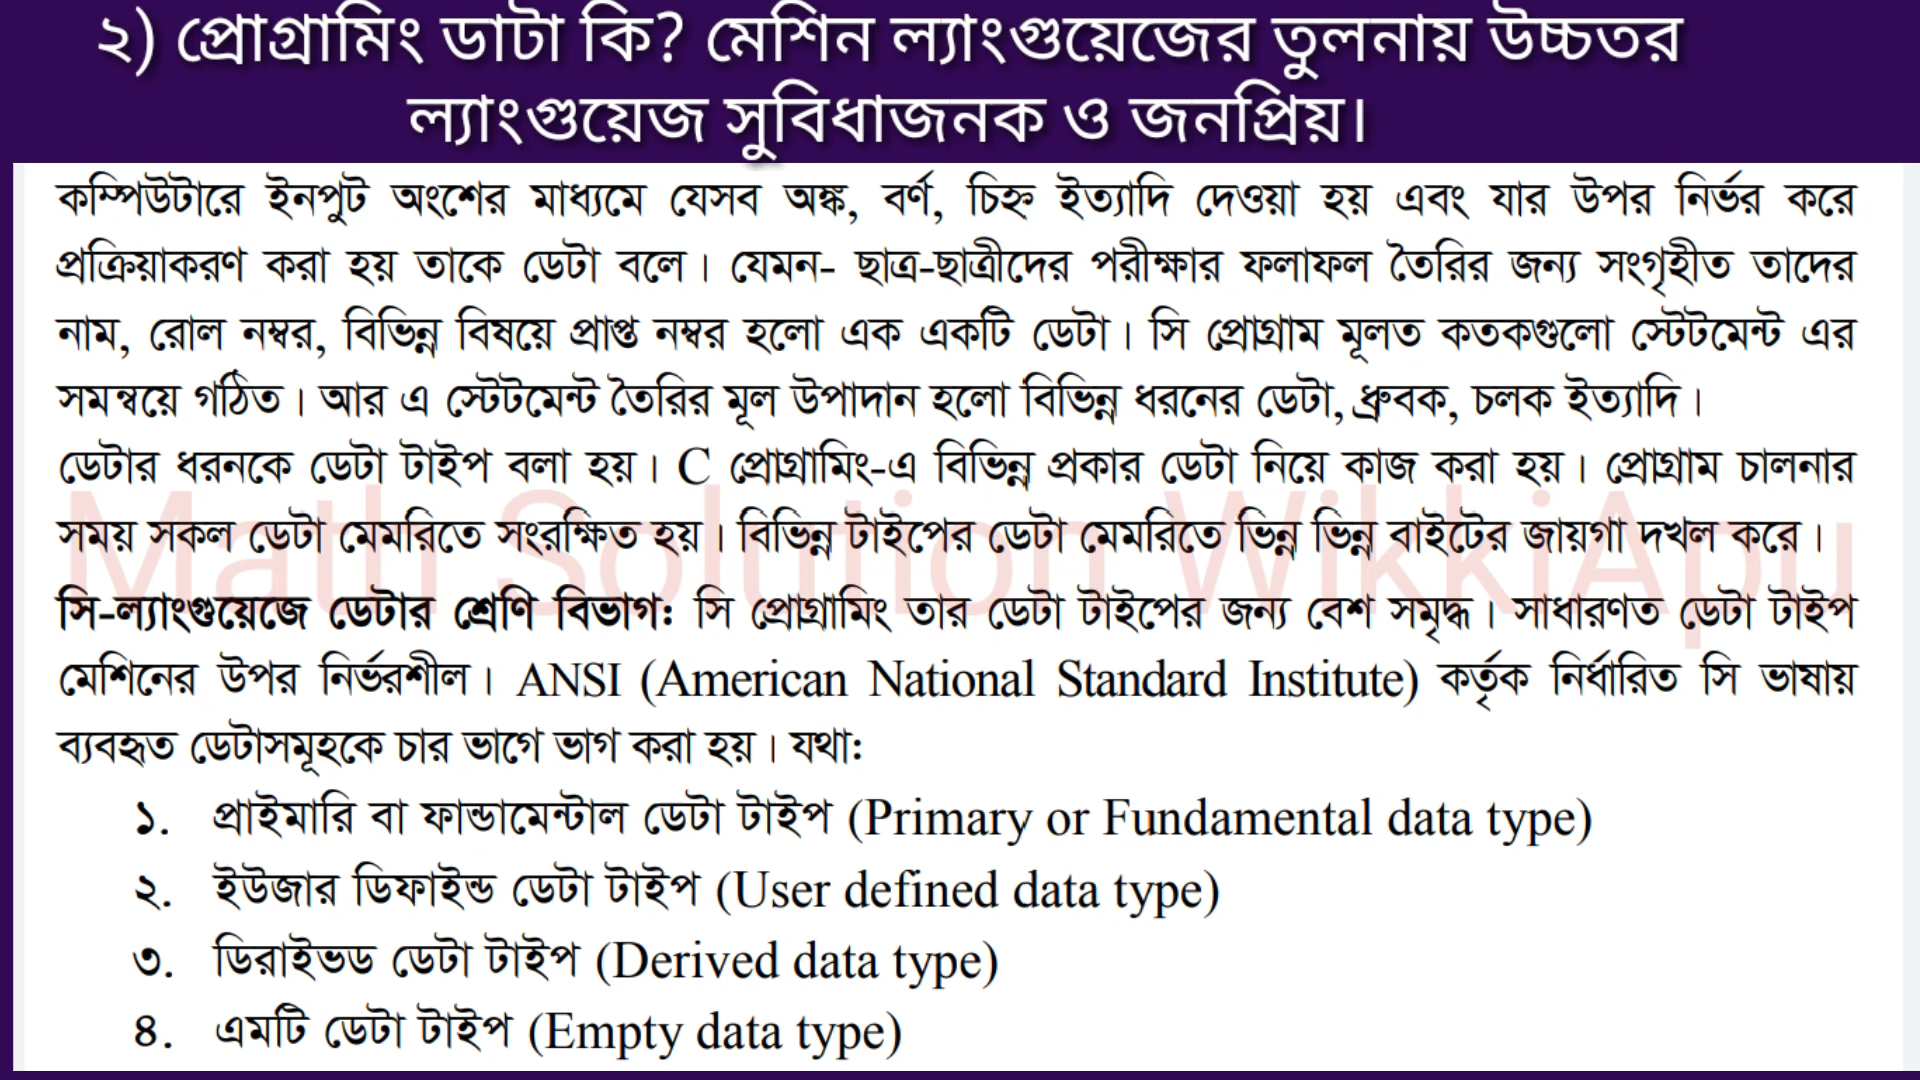 ২) প্রোগ্রামিং ডাটা কি? মেশিন ল্যাংগুয়েজের তুলনায় উচ্চতর
ল্যাংগুয়েজ সুবিধাজনক ও জনপ্রিয়।
কম্পিউটারে ইনপুট অংশের মাধ্যমে যেসব অঙ্ক, বর্ণ, চিহ্ন ইত্যাদি দেওয়া হয় এবং যার উপর নির্ভর করে
প্রক্রিয়াকরণ করা হয় তাকে ডেটা বলে। যেমন- ছাত্র-ছাত্রীদের পরীক্ষার ফলাফল তৈরির জন্য সংগৃহীত তাদের
নাম, রোল নম্বর, বিভিন্ন বিষয়ে প্রাপ্ত নম্বর হলো এক একটি ডেটা। সি প্রোগ্রাম মূলত কতকগুলো স্টেটমেন্ট এর
সমন্বয়ে গঠিত। আর এ স্টেটমেন্ট তৈরির মূল উপাদান হলো বিভিন্ন ধরনের ডেটা, ধ্রুবক, চলক ইত্যাদি।
ডেটার ধরনকে ডেটা টাইপ বলা হয়। C প্রোগ্রামিং-এ বিভিন্ন প্রকার ডেটা নিয়ে কাজ করা হয়। প্রোগ্রাম চালনার
সময় সকল ডেটা মেমরিতে সংরক্ষিত হয়। বিভিন্ন টাইপের ডেটা মেমরিতে ভিন্ন ভিন্ন বাইটের জায়গা দখল করে।
Math Solution WikkiApu
সি-ল্যাংগুয়েজে ডেটার শ্রেণি বিভাগঃ সি প্রোগ্রামিং তার ডেটা টাইপের জন্য বেশ সমৃদ্ধ। সাধারণত ডেটা টাইপ
মেশিনের উপর নির্ভরশীল। ANSI (American National Standard Institute) কর্তৃক নির্ধারিত সি ভাষায়
ব্যবহৃত ডেটাসমূহকে চার ভাগে ভাগ করা হয়। যথাঃ
১. প্রাইমারি বা ফান্ডামেন্টাল ডেটা টাইপ (Primary or Fundamental data type)
২. ইউজার ডিফাইন্ড ডেটা টাইপ (User defined data type)
৩. ডিরাইভড ডেটা টাইপ (Derived data type)
৪. এমটি ডেটা টাইপ (Empty data type)